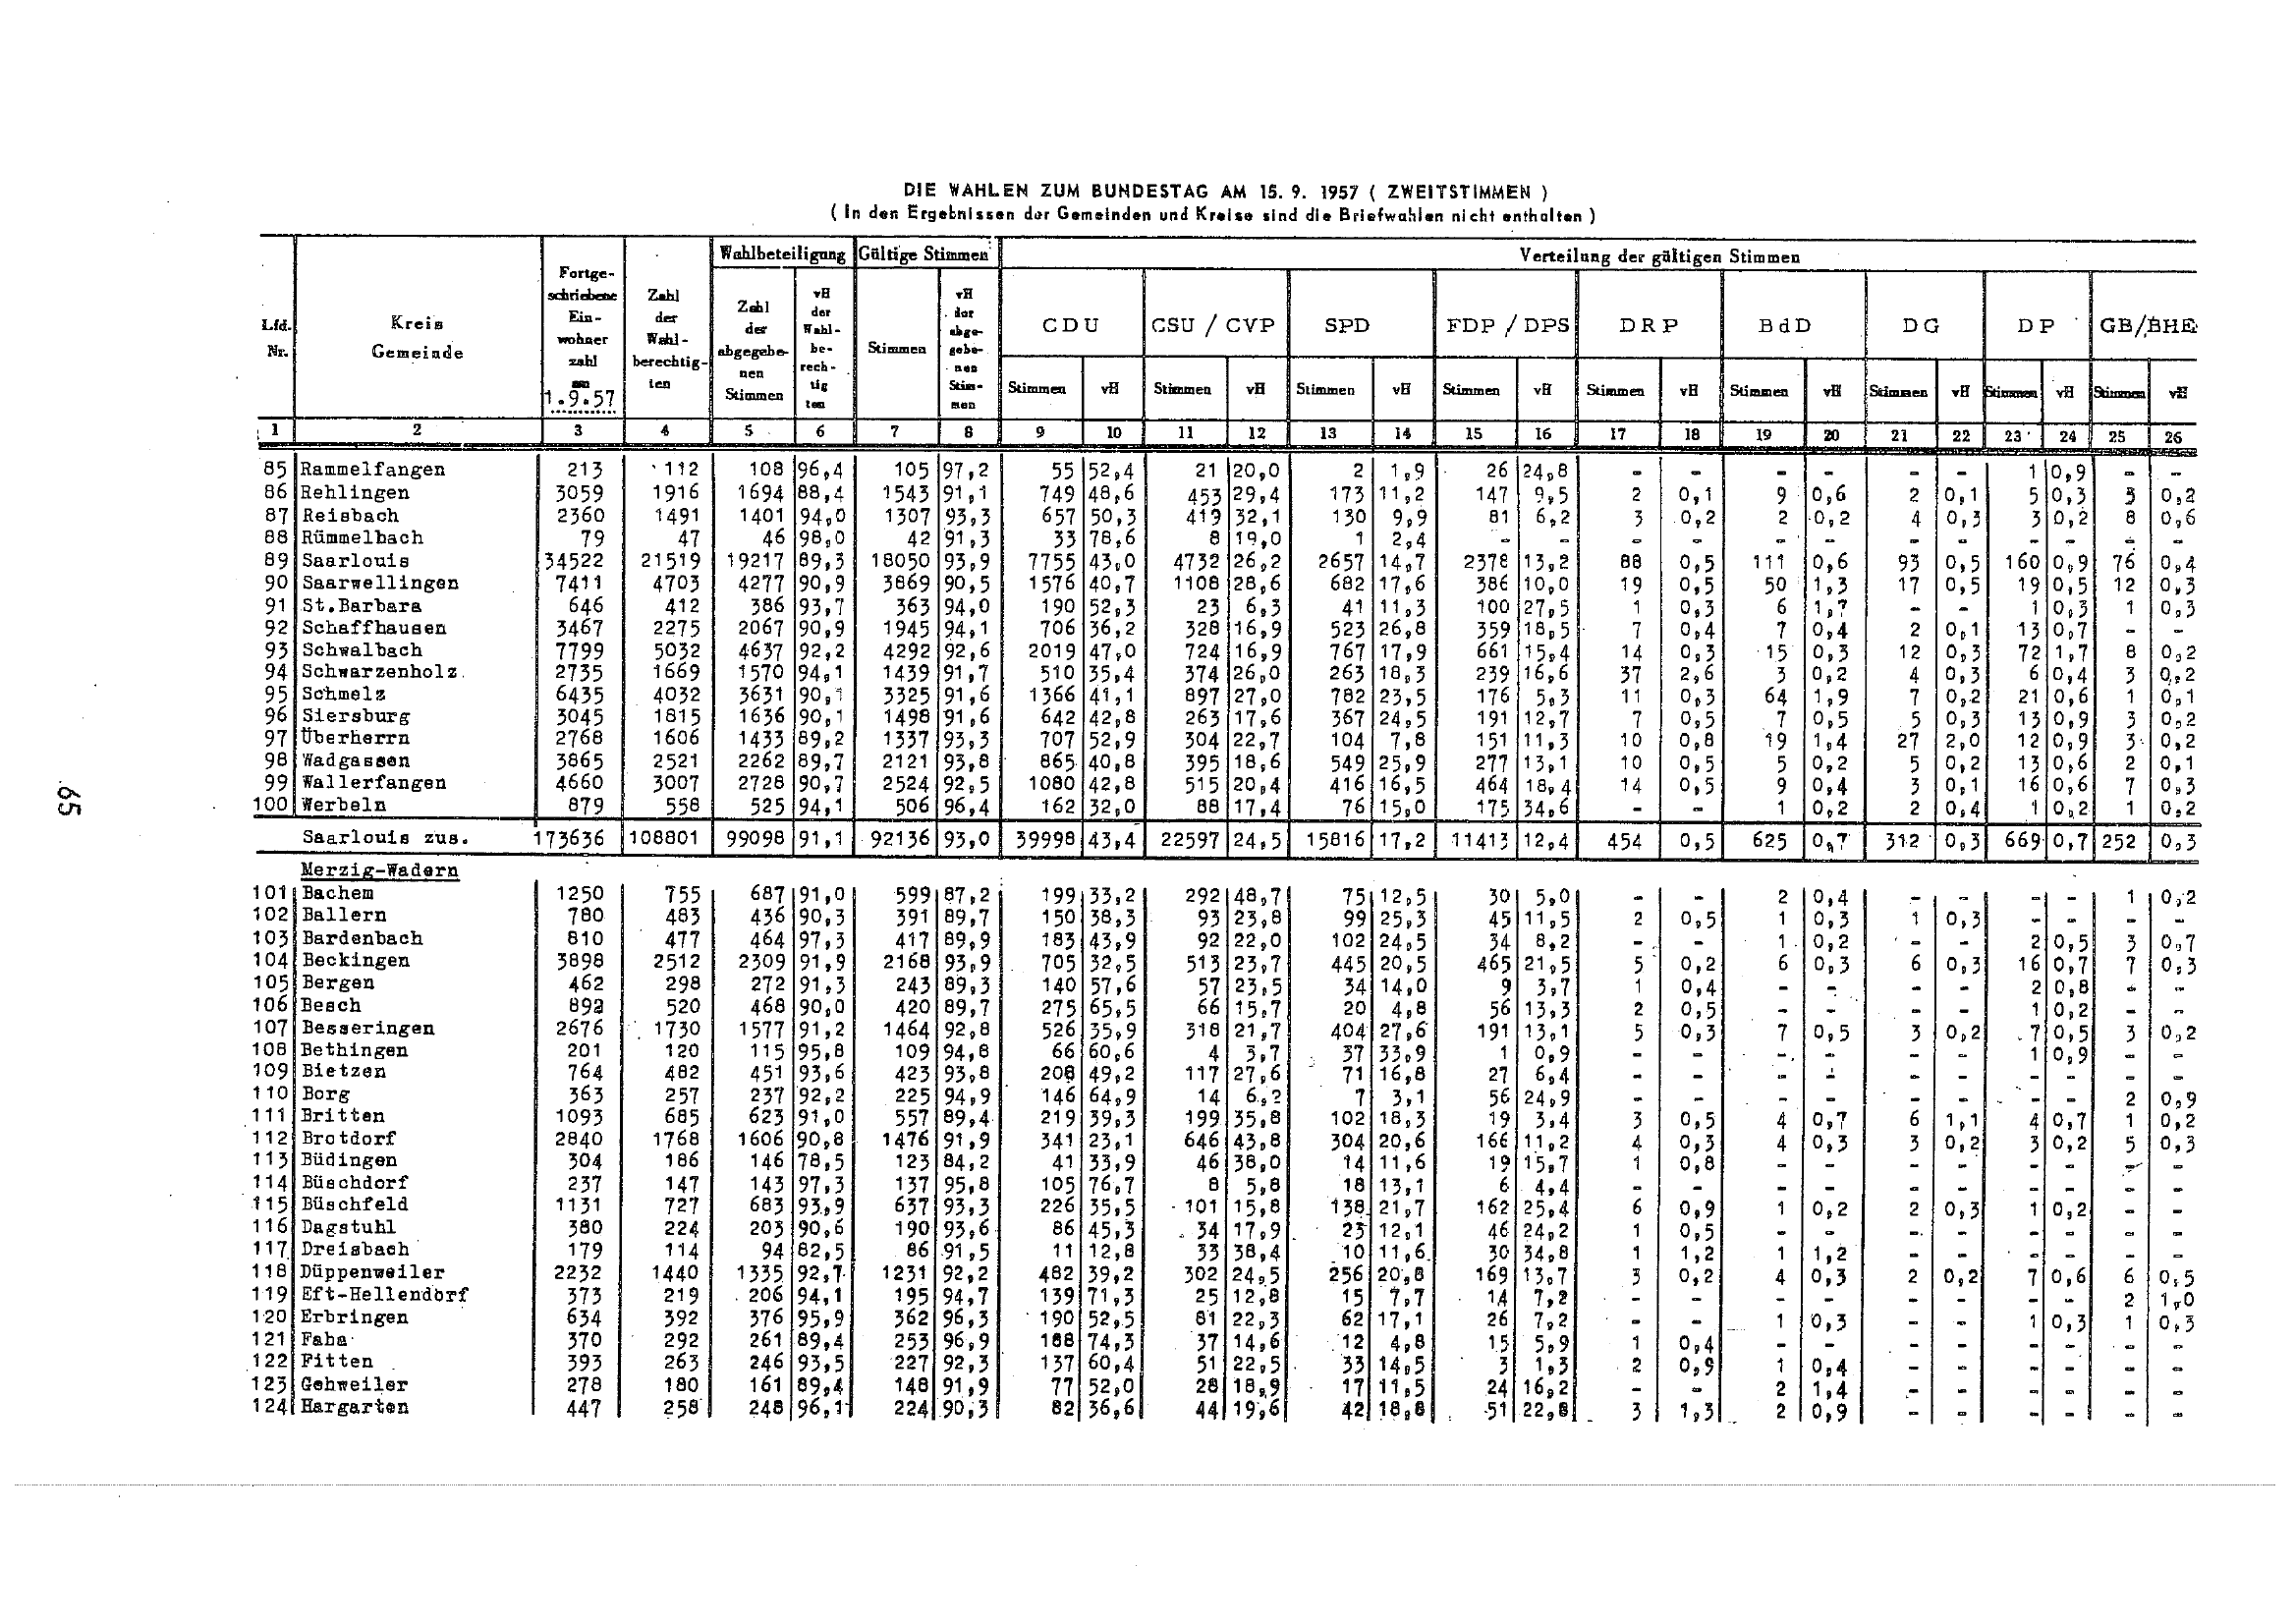 DIE WAHLEN ZUM BUNDESTAG AM 15. 9. 1957 ( ZWEITSTIMMEN )
( In den Ergebnissen der Gemeinden und Kreise sind die Briefwahlen nicht enthalten )
Lfd. Nr. | Kreis Gemeinde | Fortge- schriebene Ein- wohner zahl am 1.9.57 | Zahl der Wahl- berechtig- ten | Wahlbeteiligung | Gültige Stimmen | Verteilung der gültigen Stimmen
Zahl der abgegebe- nen Stimmen | vH der Wahl- be- rech- tig ten | Stimmen | vH der abge- gebe- nen Stim- men | CDU | CSU / CVP | SPD | FDP / DPS | DRP | BdD | DG | DP | GB/BHE
Stimmen vH Stimmen vH Stimmen vH Stimmen vH Stimmen vH Stimmen vH Stimmen vH Stimmen vH Stimmen vH
1 2 3 4 5 6 7 8 9 10 11 12 13 14 15 16 17 18 19 20 21 22 23 24 25 26
85 Rammelfangen 213 112 108 96,4 105 97,2 55 52,4 21 20,0 2 1,9 26 24,8 - - - - - - 1 0,9 - -
86 Rehlingen 3059 1916 1694 88,4 1543 91,1 749 48,6 453 29,4 173 11,2 147 9,5 2 0,1 9 0,6 2 0,1 5 0,3 3 0,2
87 Reisbach 2360 1491 1401 94,0 1307 93,3 657 50,3 419 32,1 130 9,9 81 6,2 3 0,2 2 0,2 4 0,3 3 0,2 8 0,6
88 Rümmelbach 79 47 46 98,0 42 91,3 33 78,6 8 19,0 1 2,4 - - - - - - - - - - - -
89 Saarlouis 34522 21519 19217 89,3 18050 93,9 7755 43,0 4732 26,2 2657 14,7 2378 13,2 88 0,5 111 0,6 93 0,5 160 0,9 76 0,4
90 Saarwellingen 7411 4703 4277 90,9 3869 90,5 1576 40,7 1108 28,6 682 17,6 386 10,0 19 0,5 50 1,3 17 0,5 19 0,5 12 0,3
91 St.Barbara 646 412 386 93,7 363 94,0 190 52,3 23 6,3 41 11,3 100 27,5 1 0,3 6 1,7 - - 1 0,3 1 0,3
92 Schaffhausen 3467 2275 2067 90,9 1945 94,1 706 36,2 328 16,9 523 26,8 359 18,5 7 0,4 7 0,4 2 0,1 13 0,7 - -
93 Schwalbach 7799 5032 4637 92,2 4292 92,6 2019 47,0 724 16,9 767 17,9 661 15,4 14 0,3 15 0,3 12 0,3 72 1,7 8 0,2
94 Schwarzenholz 2735 1669 1570 94,1 1439 91,7 510 35,4 374 26,0 263 18,3 239 16,6 37 2,6 3 0,2 4 0,3 6 0,4 3 0,2
95 Schmelz 6435 4032 3631 90,1 3325 91,6 1366 41,1 897 27,0 782 23,5 176 5,3 11 0,3 64 1,9 7 0,2 21 0,6 1 0,1
96 Siersburg 3045 1815 1636 90,1 1498 91,6 642 42,8 263 17,6 367 24,5 191 12,7 7 0,5 7 0,5 5 0,3 13 0,9 3 0,2
97 Überherrn 2768 1606 1433 89,2 1337 93,3 707 52,9 304 22,7 104 7,8 151 11,3 10 0,8 19 1,4 27 2,0 12 0,9 3 0,2
98 Wadgassen 3865 2521 2262 89,7 2121 93,8 865 40,8 395 18,6 549 25,9 277 13,1 10 0,5 5 0,2 5 0,2 13 0,6 2 0,1
99 Wallerfangen 4660 3007 2728 90,7 2524 92,5 1080 42,8 515 20,4 416 16,5 464 18,4 14 0,5 9 0,4 3 0,1 16 0,6 7 0,3
100 Werbeln 879 558 525 94,1 506 96,4 162 32,0 88 17,4 76 15,0 175 34,6 - - 1 0,2 2 0,4 1 0,2 1 0,2
Saarlouis zus. 173636 108801 99098 91,1 92136 93,0 39998 43,4 22597 24,5 15816 17,2 11413 12,4 454 0,5 625 0,7 312 0,3 669 0,7 252 0,3
Merzig-Wadern
101 Bachem 1250 755 687 91,0 599 87,2 199 33,2 292 48,7 75 12,5 30 5,0 - - 2 0,4 - - - - 1 0,2
102 Ballern 780 483 436 90,3 391 89,7 150 38,3 93 23,8 99 25,3 45 11,5 2 0,5 1 0,3 1 0,3 - - - -
103 Bardenbach 810 477 464 97,3 417 89,9 183 43,9 92 22,0 102 24,5 34 8,2 - - 1 0,2 - - 2 0,5 3 0,7
104 Beckingen 3898 2512 2309 91,9 2168 93,9 705 32,5 513 23,7 445 20,5 465 21,5 5 0,2 6 0,3 6 0,3 16 0,7 7 0,3
105 Bergen 462 298 272 91,3 243 89,3 140 57,6 57 23,5 34 14,0 9 3,7 1 0,4 - - - - 2 0,8 - -
106 Besch 892 520 468 90,0 420 89,7 275 65,5 66 15,7 20 4,8 56 13,3 2 0,5 - - - - 1 0,2 - -
107 Besseringen 2676 1730 1577 91,2 1464 92,8 526 35,9 318 21,7 404 27,6 191 13,1 5 0,3 7 0,5 3 0,2 7 0,5 3 0,2
108 Bethingen 201 120 115 95,8 109 94,8 66 60,6 4 3,7 37 33,9 1 0,9 - - - - - - 1 0,9 - -
109 Bietzen 764 482 451 93,6 423 93,8 208 49,2 117 27,6 71 16,8 27 6,4 - - - - - - - - - -
110 Borg 363 257 237 92,2 225 94,9 146 64,9 14 6,2 7 3,1 56 24,9 - - - - - - - - 2 0,9
111 Britten 1093 685 623 91,0 557 89,4 219 39,3 199 35,8 102 18,3 19 3,4 3 0,5 4 0,7 6 1,1 4 0,7 1 0,2
112 Brotdorf 2840 1768 1606 90,8 1476 91,9 341 23,1 646 43,8 304 20,6 166 11,2 4 0,3 4 0,3 3 0,2 3 0,2 5 0,3
113 Büdingen 304 186 146 78,5 123 84,2 41 33,9 46 38,0 14 11,6 19 15,7 1 0,8 - - - - - - - -
114 Büschdorf 237 147 143 97,3 137 95,8 105 76,7 8 5,8 18 13,1 6 4,4 - - - - - - - - - -
115 Büschfeld 1131 727 683 93,9 637 93,3 226 35,5 101 15,8 138 21,7 162 25,4 6 0,9 1 0,2 2 0,3 1 0,2 - -
116 Dagstuhl 380 224 203 90,6 190 93,6 86 45,3 34 17,9 23 12,1 46 24,2 1 0,5 - - - - - - - -
117 Dreisbach 179 114 94 82,5 86 91,5 11 12,8 33 38,4 10 11,6 30 34,8 1 1,2 1 1,2 - - - - - -
118 Düppenweiler 2232 1440 1335 92,7 1231 92,2 482 39,2 302 24,5 256 20,8 169 13,7 3 0,2 4 0,3 2 0,2 7 0,6 6 0,5
119 Eft-Hellendorf 373 219 206 94,1 195 94,7 139 71,3 25 12,8 15 7,7 14 7,2 - - - - - - - - 2 1,0
120 Erbringen 634 392 376 95,9 362 96,3 190 52,5 81 22,3 62 17,1 26 7,2 - - 1 0,3 - - 1 0,3 1 0,3
121 Faha 370 292 261 89,4 253 96,9 188 74,3 37 14,6 12 4,8 15 5,9 1 0,4 - - - - - - - -
122 Fitten 393 263 246 93,5 227 92,3 137 60,4 51 22,5 33 14,5 3 1,3 2 0,9 1 0,4 - - - - - -
123 Gehweiler 278 180 161 89,4 148 91,9 77 52,0 28 18,9 17 11,5 24 16,2 - - 2 1,4 - - - - - -
124 Hargarten 447 258 248 96,1 224 90,3 82 36,6 44 19,6 42 18,8 51 22,8 3 1,3 2 0,9 - - - - - -
65